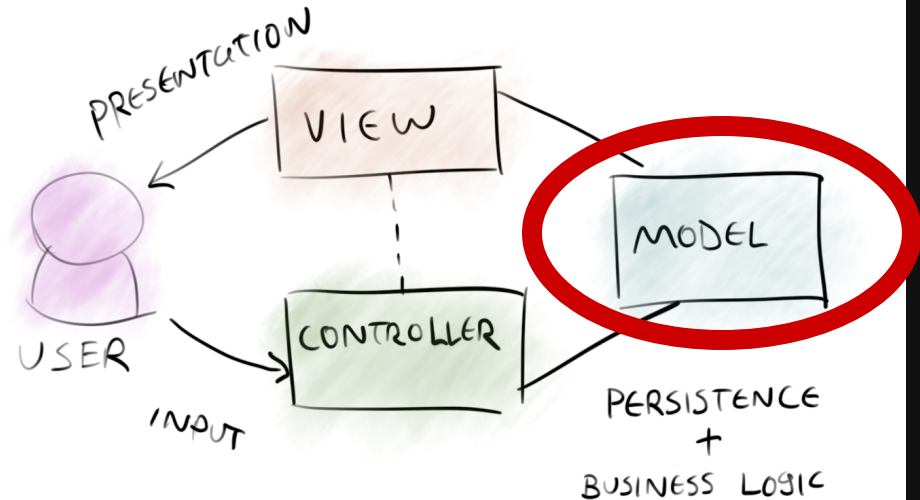 PRESENTATION
VIEW
MODEL
CONTROLLER
USER
INPUT
PERSISTENCE
+
BUSINESS LOGIC